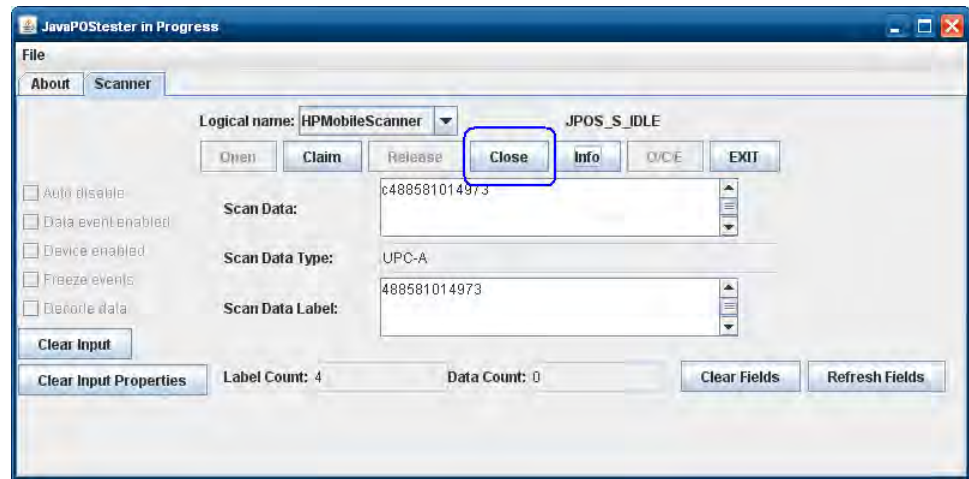 JavaPOStester in Progress
File
About Scanner
Logical name: HPMobileScanner JPOS_S_IDLE
Open Claim Release Close Info O/C/E EXIT
Auto disable
Data event enabled
Device enabled
Freeze events
Decode data
Scan Data: c488581014973
Scan Data Type: UPC-A
Scan Data Label: 488581014973
Clear Input
Clear Input Properties Label Count: 4 Data Count: 0 Clear Fields Refresh Fields